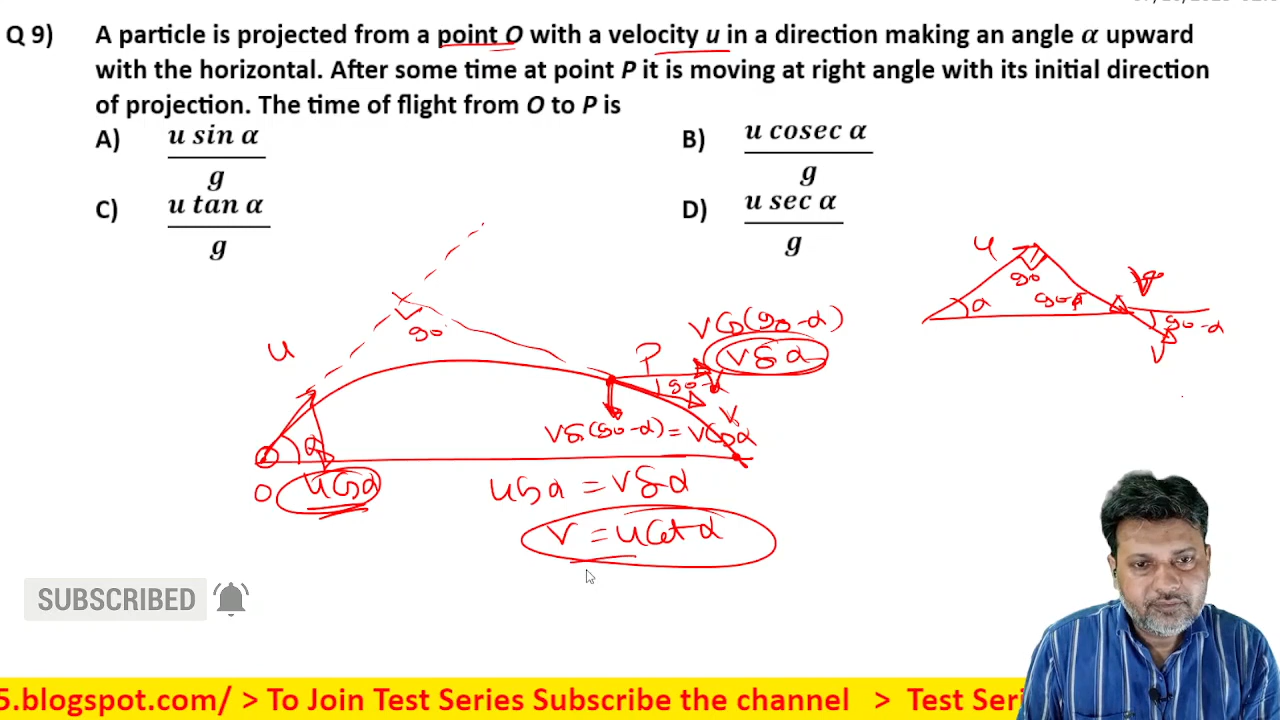 Q 9) A particle is projected from a point O with a velocity u in a direction making an angle α upward
with the horizontal. After some time at point P it is moving at right angle with its initial direction
of projection. The time of flight from O to P is
A) u sin α / g
B) u cosec α / g
C) u tan α / g
D) u sec α / g
u
90
α
90-α
V
90-α
V
90
u
P
V cos(90-α)
V sin α
90-α
V
V sin(90-α) = V cos α
α
O
u cos α
u cos α = V sin α
V = u cot α
SUBSCRIBED
5.blogspot.com/ > To Join Test Series Subscribe the channel > Test Seri